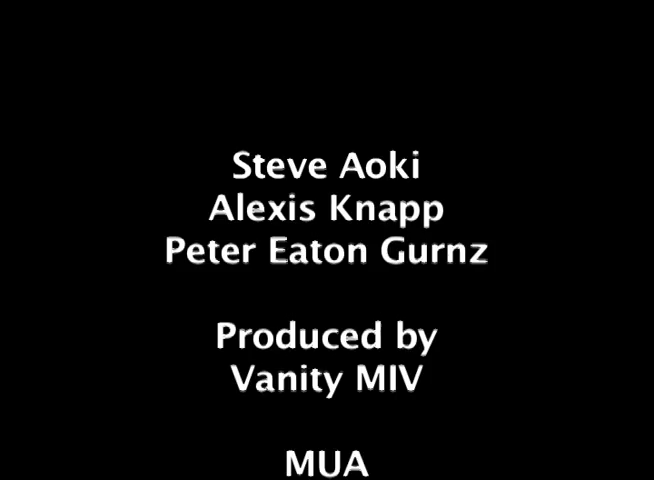 Steve Aoki
Alexis Knapp
Peter Eaton Gurnz
Produced by
Vanity MIV
MUA